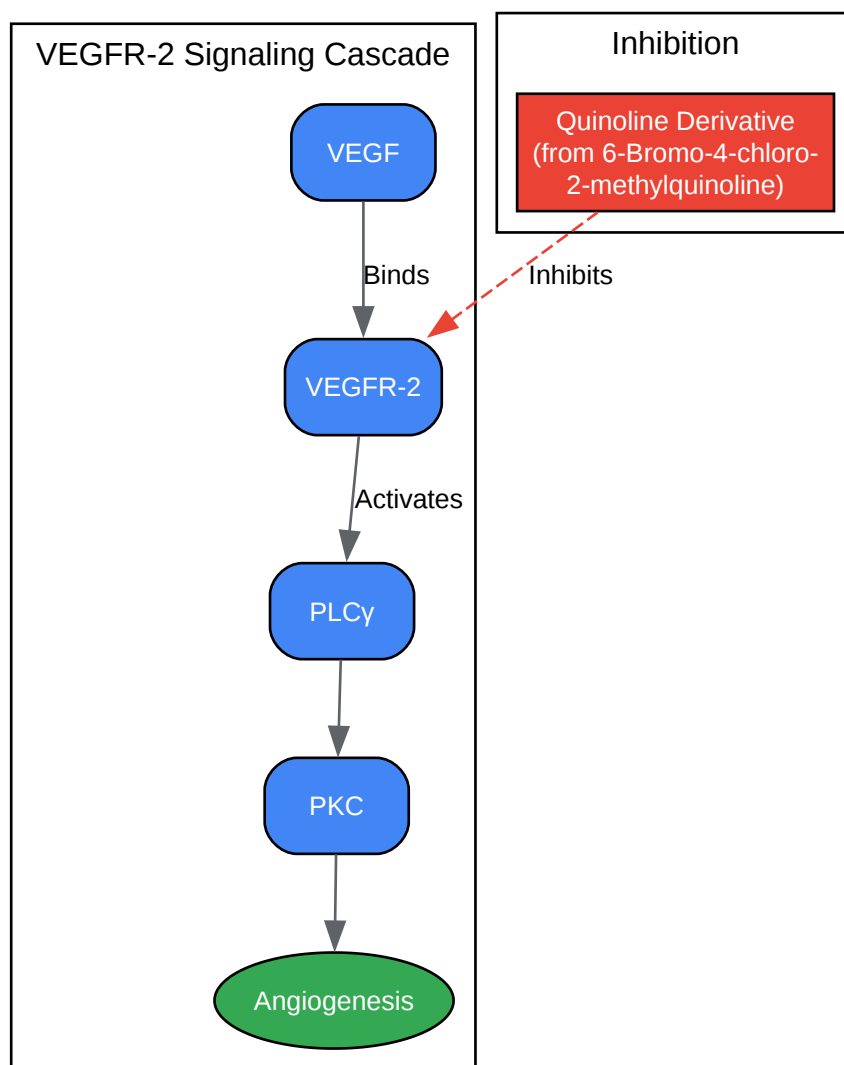 VEGFR-2 Signaling Cascade
VEGF
Binds
VEGFR-2
Activates
PLCγ
PKC
Angiogenesis
Inhibition
Quinoline Derivative
(from 6-Bromo-4-chloro-
2-methylquinoline)
Inhibits